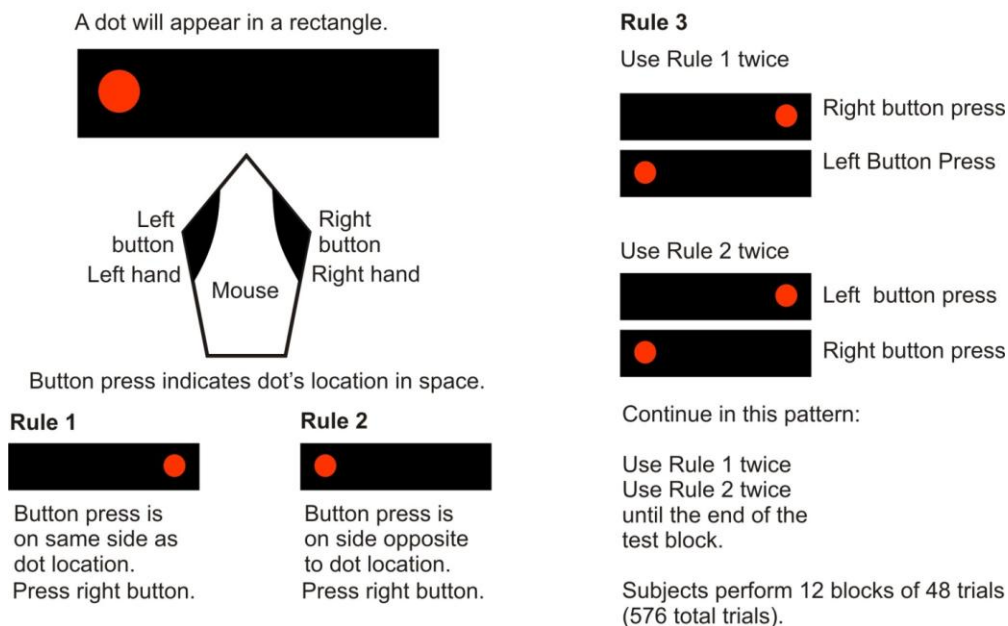 A dot will appear in a rectangle.
Left
button
Left hand
Right
button
Right hand
Mouse
Button press indicates dot's location in space.
Rule 1
Button press is
on same side as
dot location.
Press right button.
Rule 2
Button press is
on side opposite
to dot location.
Press right button.
Rule 3
Use Rule 1 twice
Right button press
Left Button Press
Use Rule 2 twice
Left button press
Right button press
Continue in this pattern:
Use Rule 1 twice
Use Rule 2 twice
until the end of the
test block.
Subjects perform 12 blocks of 48 trials
(576 total trials).